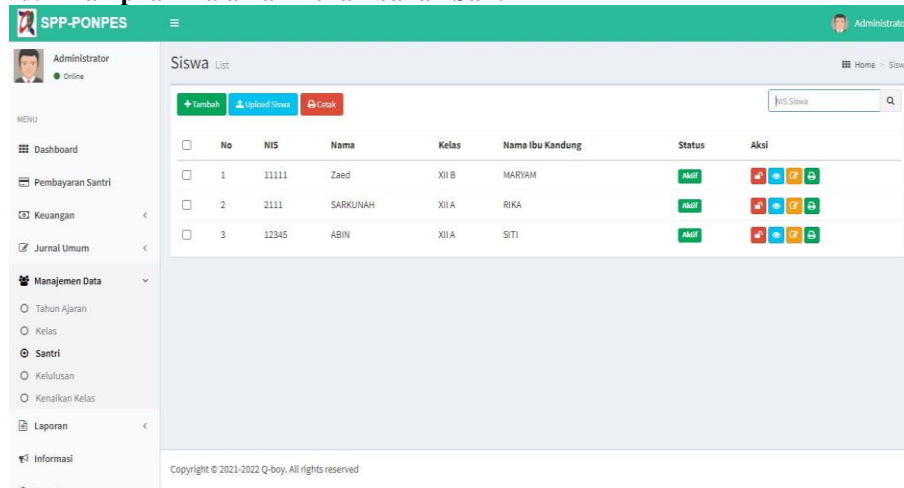 SPP-PONPES
Administrato
Administrator
Online
Siswa List
Home > Sisw
Tambah
Upload Siswa
Cetak
NIS Siswa
MENU
No NIS Nama Kelas Nama Ibu Kandung Status Aksi
Dashboard
1 11111 Zaed XII B MARYAM Aktif
Pembayaran Santri
2 2111 SARKUNAH XII A RIKA Aktif
Keuangan
3 12345 ABIN XII A SITI Aktif
Jurnal Umum
Manajemen Data
Tahun Ajaran
Kelas
Santri
Kelulusan
Kenaikan Kelas
Laporan
Informasi
Copyright © 2021-2022 Q-boy. All rights reserved